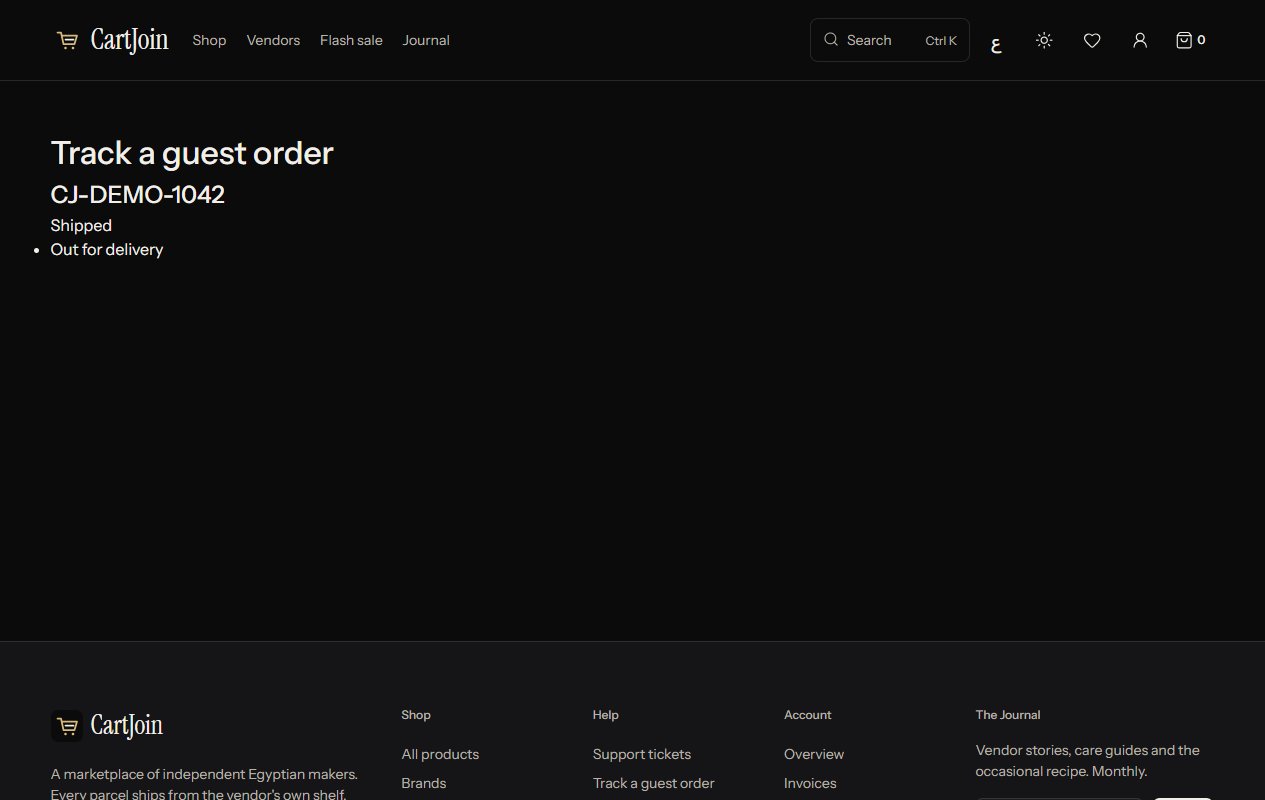 CartJoin Shop Vendors Flash sale Journal Search Ctrl K ع 0
Track a guest order
CJ-DEMO-1042
Shipped
Out for delivery
CartJoin
A marketplace of independent Egyptian makers.
Every parcel ships from the vendor's own shelf.
Shop
All products
Brands
Help
Support tickets
Track a guest order
Account
Overview
Invoices
The Journal
Vendor stories, care guides and the
occasional recipe. Monthly.